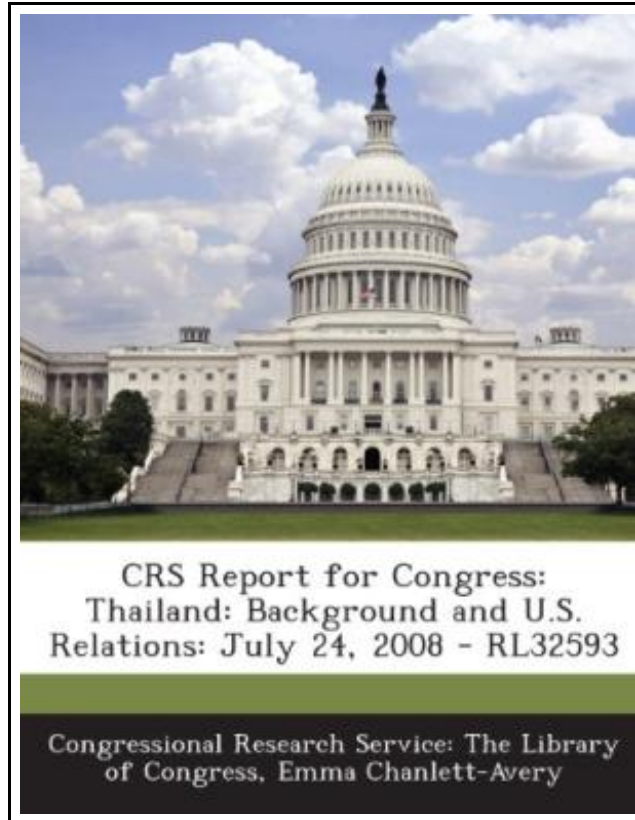 CRS Report for Congress:
Thailand: Background and U.S.
Relations: July 24, 2008 - RL32593
Congressional Research Service: The Library
of Congress, Emma Chanlett-Avery